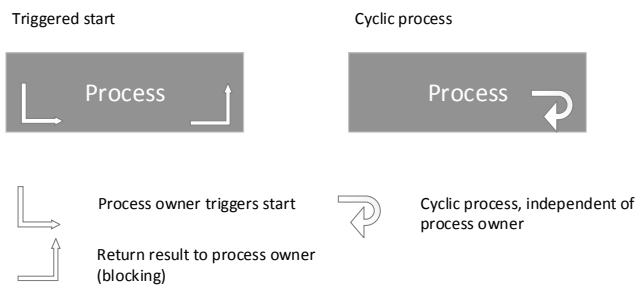 Triggered start
Cyclic process
Process
Process
Process owner triggers start
Cyclic process, independent of
process owner
Return result to process owner
(blocking)